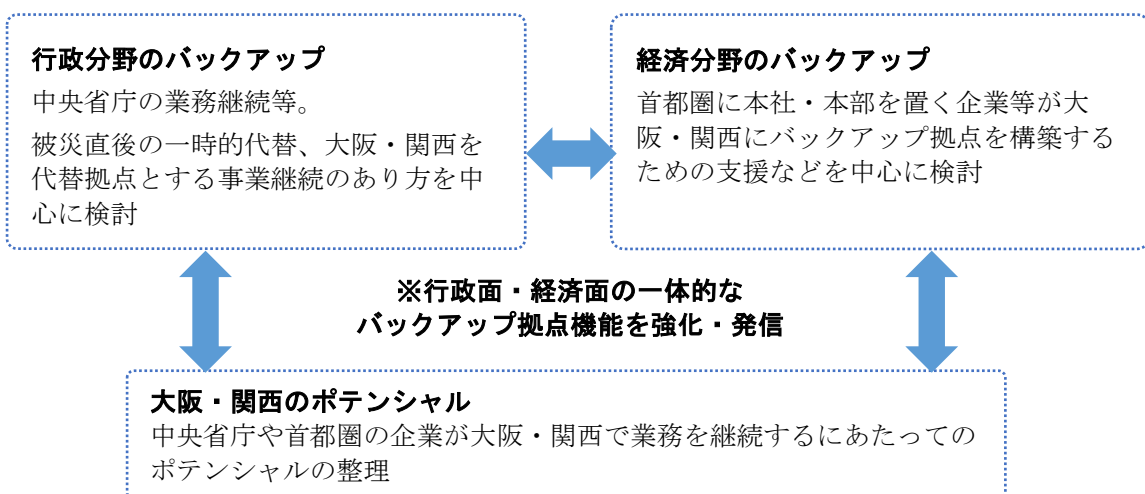 行政分野のバックアップ
中央省庁の業務継続等。
被災直後の一時的代替、大阪・関西を
代替拠点とする事業継続のあり方を中
心に検討
経済分野のバックアップ
首都圏に本社・本部を置く企業等が大
阪・関西にバックアップ拠点を構築する
ための支援などを中心に検討
※行政面・経済面の一体的な
バックアップ拠点機能を強化・発信
大阪・関西のポテンシャル
中央省庁や首都圏の企業が大阪・関西で業務を継続するにあたっての
ポテンシャルの整理